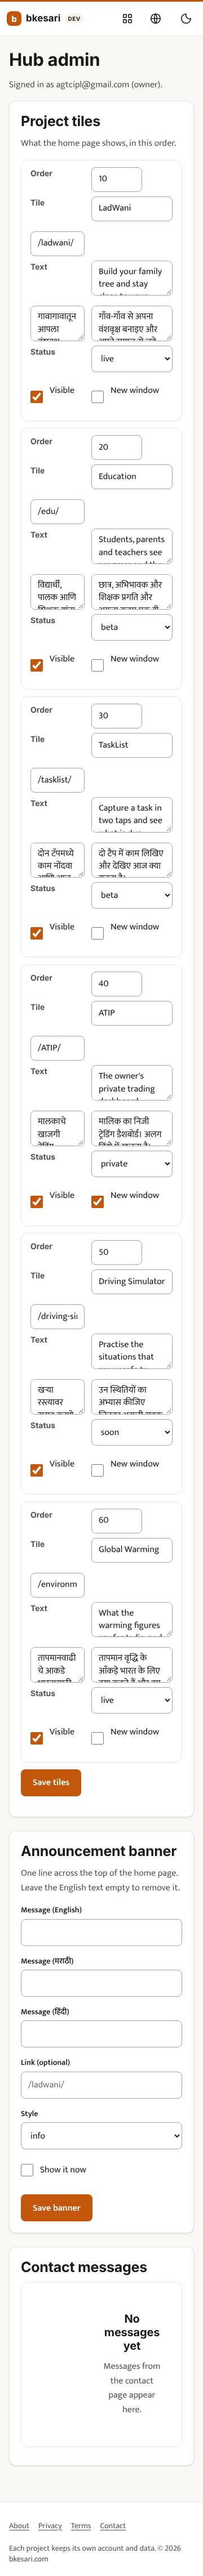 b bkesari DEV
Hub admin
Signed in as agtcipl@gmail.com (owner).
Project tiles
What the home page shows, in this order.
Order 10
Tile LadWani
/ladwani/
Text Build your family
tree and stay
गावागावातून
आपला
गाँव-गाँव से अपना
वंशवृक्ष बनाइए और
Status live
Visible New window
Order 20
Tile Education
/edu/
Text Students, parents
and teachers see
विद्यार्थी,
पालक आणि
छात्र, अभिभावक और
शिक्षक प्रगति और
Status beta
Visible New window
Order 30
Tile TaskList
/tasklist/
Text Capture a task in
two taps and see
दोन टॅपमध्ये
काम नोंदवा
दो टैप में काम लिखिए
और देखिए आज क्या
Status beta
Visible New window
Order 40
Tile ATIP
/ATIP/
Text The owner's
private trading
मालकाचे
खाजगी
मालिक का निजी
ट्रेडिंग डैशबोर्ड। अलग
Status private
Visible New window
Order 50
Tile Driving Simulator
/driving-sin
Text Practise the
situations that
खऱ्या
रस्त्यावर
उन स्थितियों का
अभ्यास कीजिए
Status soon
Visible New window
Order 60
Tile Global Warming
/environm
Text What the
warming figures
तापमानवाढी
चे आकडे
तापमान वृद्धि के
आँकड़े भारत के लिए
Status live
Visible New window
Save tiles
Announcement banner
One line across the top of the home page.
Leave the English text empty to remove it.
Message (English)
Message (मराठी)
Message (हिंदी)
Link (optional)
/ladwani/
Style
info
Show it now
Save banner
Contact messages
No
messages
yet
Messages from
the contact
page appear
here.
About Privacy Terms Contact
Each project keeps its own account and data. © 2026
bkesari.com